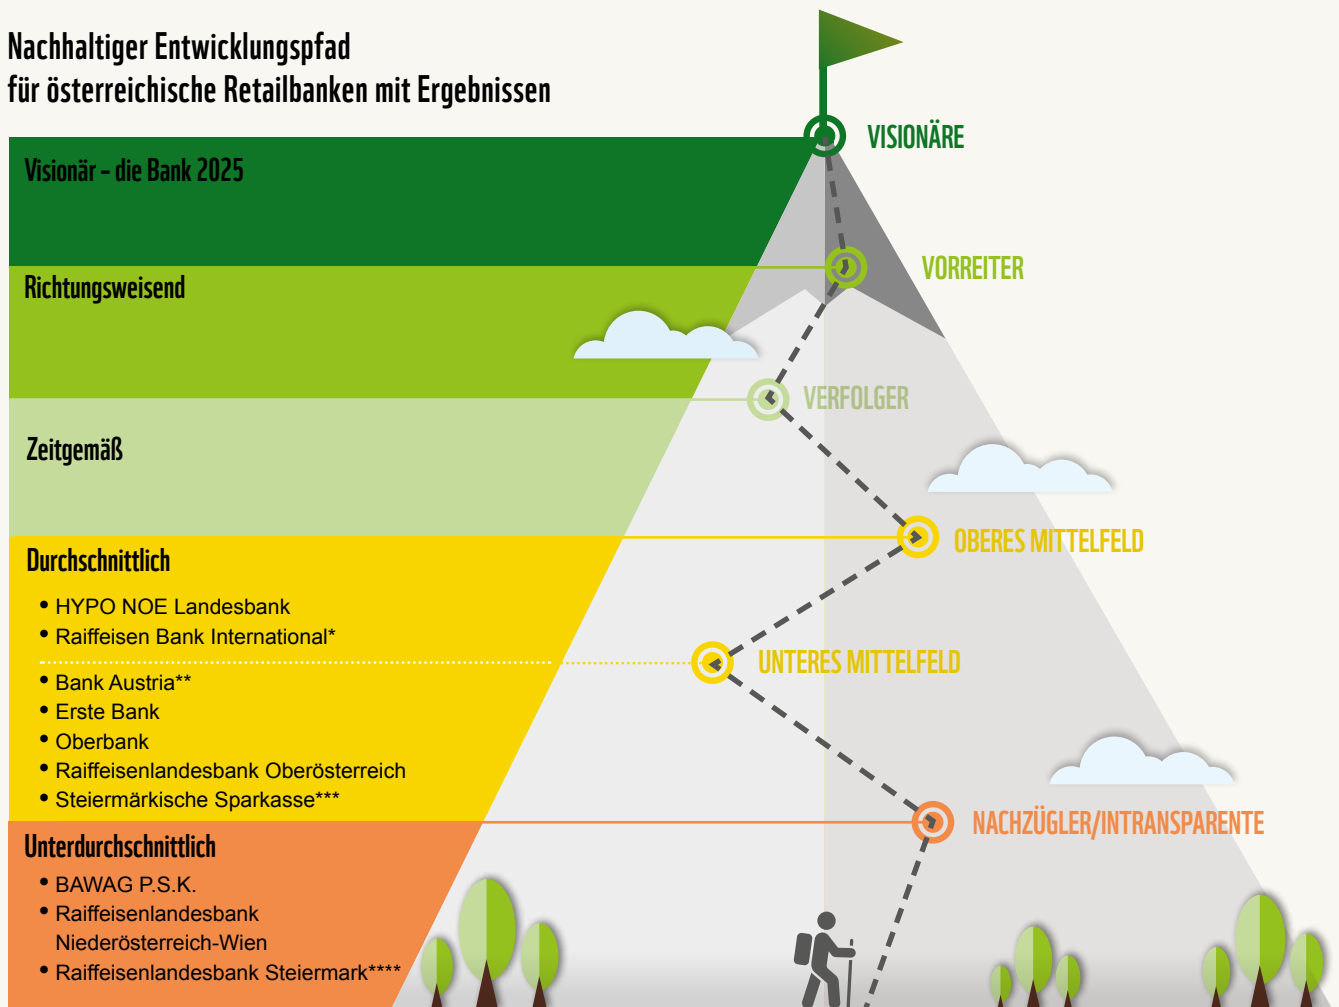 Nachhaltiger Entwicklungspfad
für österreichische Retailbanken mit Ergebnissen
VISIONÄRE
Visionär – die Bank 2025
VORREITER
Richtungsweisend
VERFOLGER
Zeitgemäß
OBERES MITTELFELD
Durchschnittlich
• HYPO NOE Landesbank
• Raiffeisen Bank International*
UNTERES MITTELFELD
• Bank Austria**
• Erste Bank
• Oberbank
• Raiffeisenlandesbank Oberösterreich
• Steiermärkische Sparkasse***
NACHZÜGLER/INTRANSPARENTE
Unterdurchschnittlich
• BAWAG P.S.K.
• Raiffeisenlandesbank
Niederösterreich-Wien
• Raiffeisenlandesbank Steiermark****